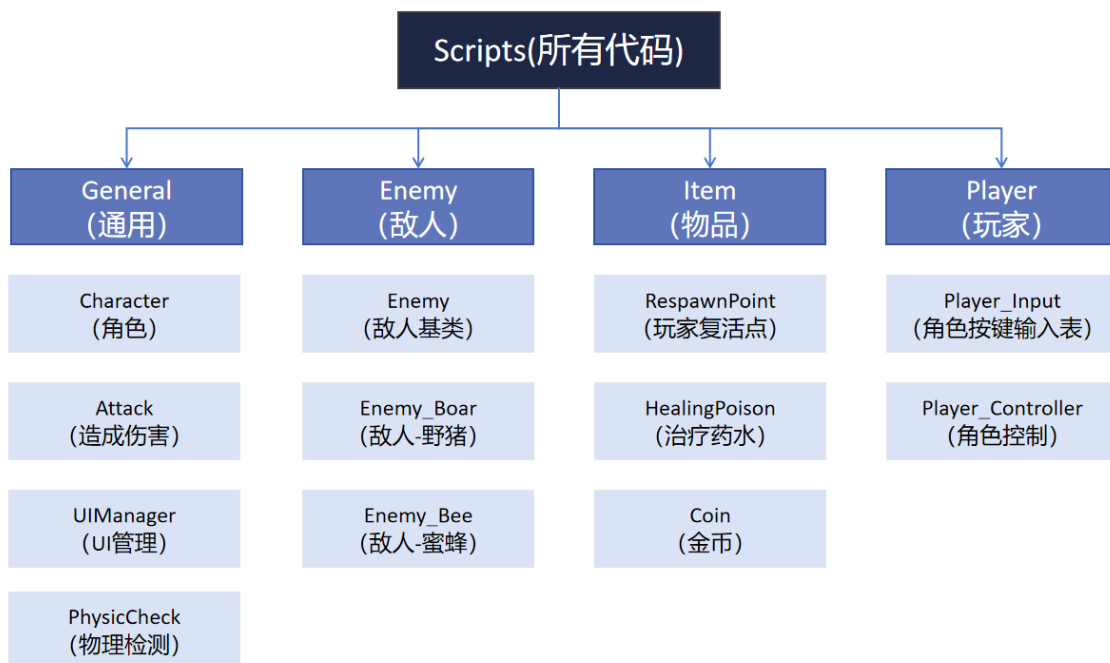 Scripts(所有代码)
General
（通用）
Enemy
（敌人）
Item
（物品）
Player
（玩家）
Character
（角色）
Enemy
（敌人基类）
RespawnPoint
（玩家复活点）
Player_Input
（角色按键输入表）
Attack
（造成伤害）
Enemy_Boar
（敌人-野猪）
HealingPoison
（治疗药水）
Player_Controller
（角色控制）
UIManager
（UI管理）
Enemy_Bee
（敌人-蜜蜂）
Coin
（金币）
PhysicCheck
（物理检测）